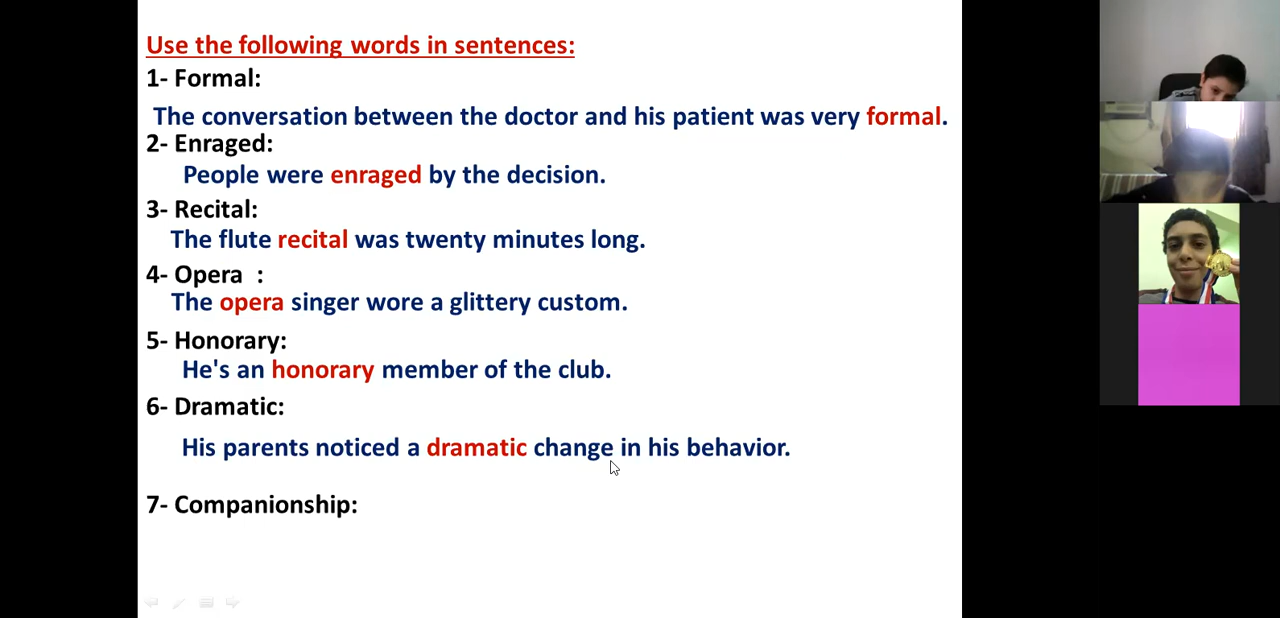 Use the following words in sentences:
1- Formal:
The conversation between the doctor and his patient was very formal.
2- Enraged:
People were enraged by the decision.
3- Recital:
The flute recital was twenty minutes long.
4- Opera  :
The opera singer wore a glittery custom.
5- Honorary:
He's an honorary member of the club.
6- Dramatic:
His parents noticed a dramatic change in his behavior.
7- Companionship: